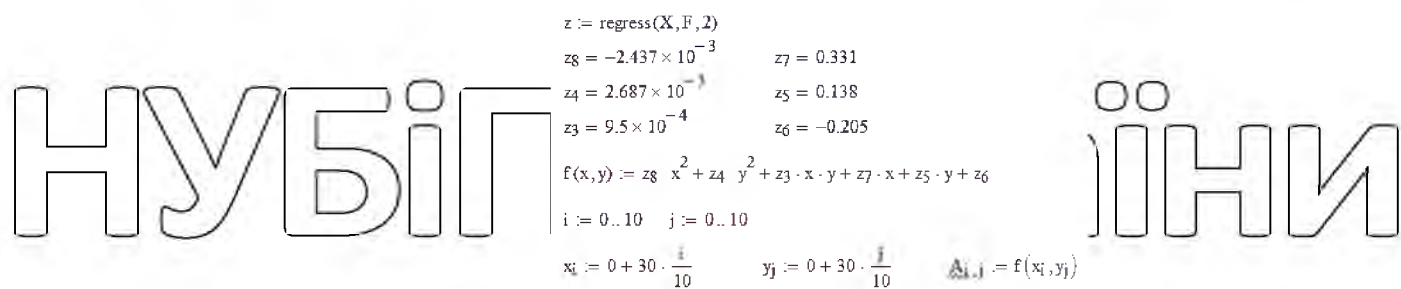 z := regress(X,F,2)
z8 = −2.437 × 10^−3 z7 = 0.331
z4 = 2.687 × 10^−3 z5 = 0.138
z3 = 9.5 × 10^−4 z6 = −0.205
f(x,y) := z8 x^2 + z4 y^2 + z3 · x · y + z7 · x + z5 · y + z6
i := 0..10 j := 0..10
xi := 0 + 30 · i/10 yj := 0 + 30 · j/10 Ai,j := f(xi,yj)
НУБіП їни